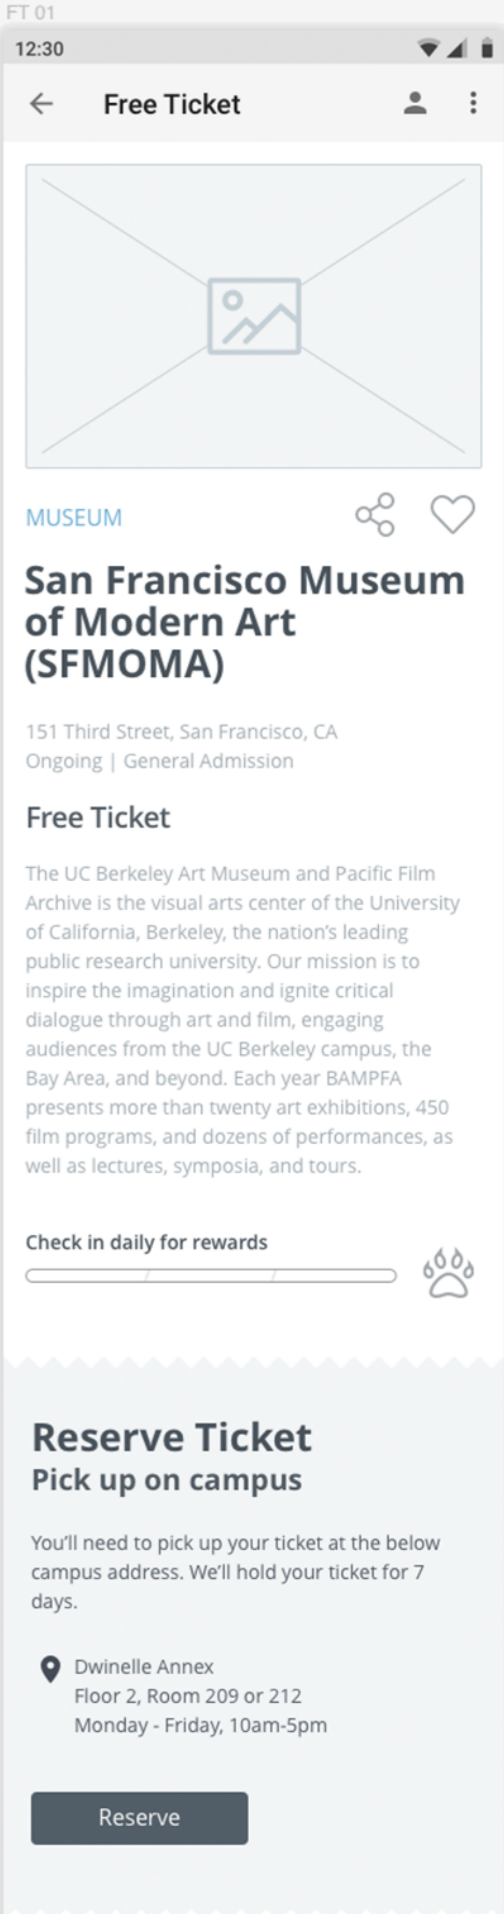 FT 01
12:30
Free Ticket
MUSEUM
San Francisco Museum
of Modern Art
(SFMOMA)
151 Third Street, San Francisco, CA
Ongoing | General Admission
Free Ticket
The UC Berkeley Art Museum and Pacific Film
Archive is the visual arts center of the University
of California, Berkeley, the nation’s leading
public research university. Our mission is to
inspire the imagination and ignite critical
dialogue through art and film, engaging
audiences from the UC Berkeley campus, the
Bay Area, and beyond. Each year BAMPFA
presents more than twenty art exhibitions, 450
film programs, and dozens of performances, as
well as lectures, symposia, and tours.
Check in daily for rewards
Reserve Ticket
Pick up on campus
You’ll need to pick up your ticket at the below
campus address. We’ll hold your ticket for 7
days.
Dwinelle Annex
Floor 2, Room 209 or 212
Monday - Friday, 10am-5pm
Reserve